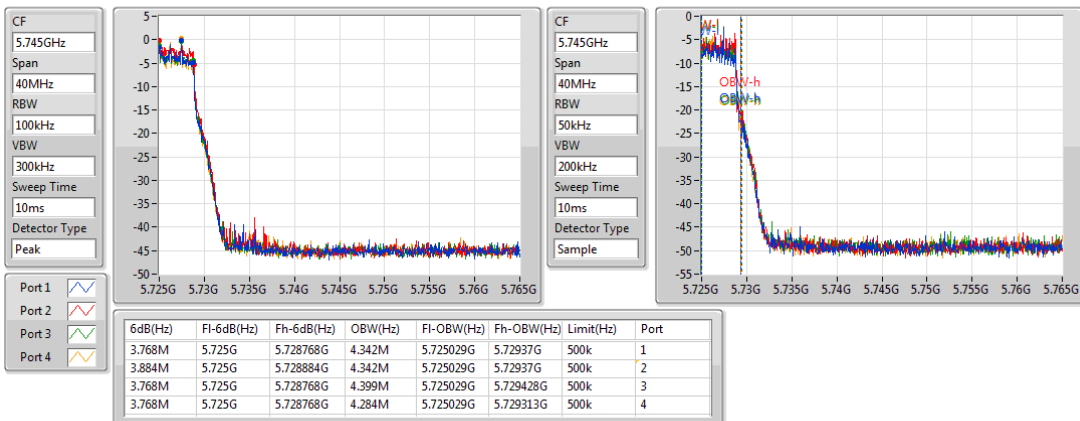 CF
5.745GHz
Span
40MHz
RBW
100kHz
VBW
300kHz
Sweep Time
10ms
Detector Type
Peak
5
0
-5
-10
-15
-20
-25
-30
-35
-40
-45
-50
5.725G 5.73G 5.735G 5.74G 5.745G 5.75G 5.755G 5.76G 5.765G
CF
5.745GHz
Span
40MHz
RBW
50kHz
VBW
200kHz
Sweep Time
10ms
Detector Type
Sample
0
-5
-10
-15
-20
-25
-30
-35
-40
-45
-50
-55
OBW-h
OBW-h
5.725G 5.73G 5.735G 5.74G 5.745G 5.75G 5.755G 5.76G 5.765G
Port 1
Port 2
Port 3
Port 4
6dB(Hz) Fl-6dB(Hz) Fh-6dB(Hz) OBW(Hz) Fl-OBW(Hz) Fh-OBW(Hz) Limit(Hz) Port
3.768M 5.725G 5.728768G 4.342M 5.725029G 5.72937G 500k 1
3.884M 5.725G 5.728884G 4.342M 5.725029G 5.72937G 500k 2
3.768M 5.725G 5.728768G 4.399M 5.725029G 5.729428G 500k 3
3.768M 5.725G 5.728768G 4.284M 5.725029G 5.729313G 500k 4